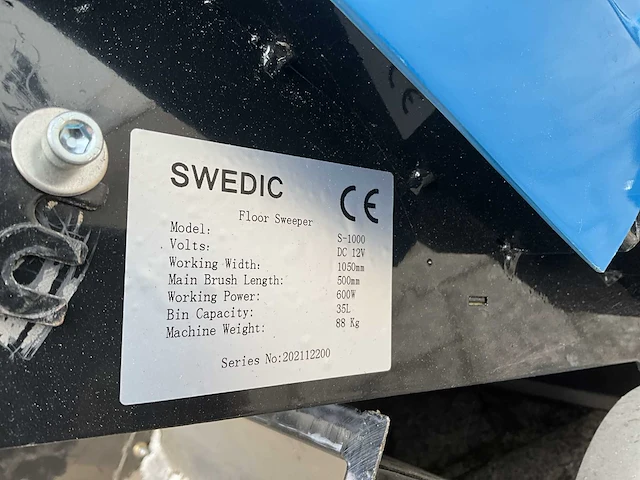 SWEDIC
CE
Floor Sweeper
Model: S-1000
Volts: DC 12V
Working Width: 1050mm
Main Brush Length: 500mm
Working Power: 600W
Bin Capacity: 35L
Machine Weight: 88 Kg
Series No:202112200